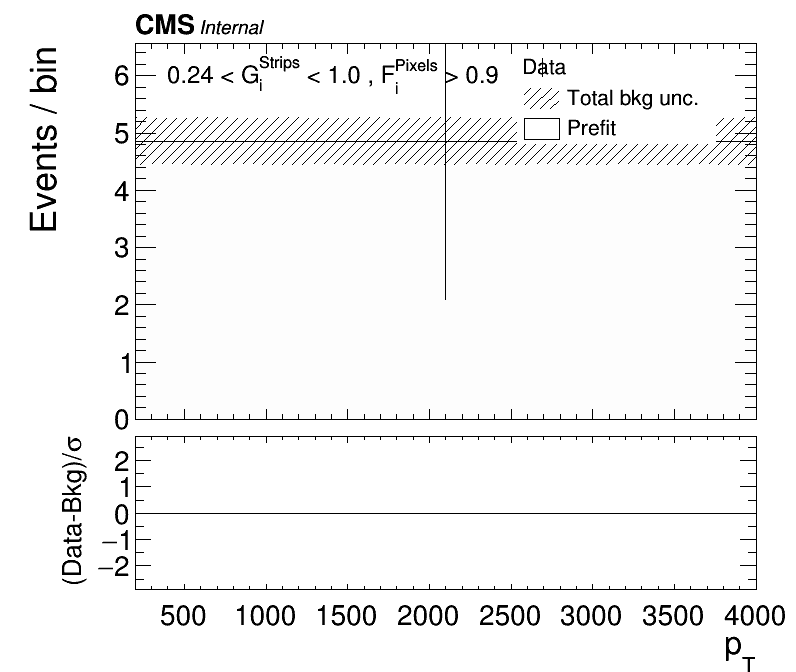 CMS Internal
Events / bin
0.24 < G_i^Strips < 1.0 , F_i^Pixels > 0.9
Data
Total bkg unc.
Prefit
6
5
4
3
2
1
0
(Data-Bkg)/σ
2
1
0
−1
−2
500 1000 1500 2000 2500 3000 3500 4000
p_T